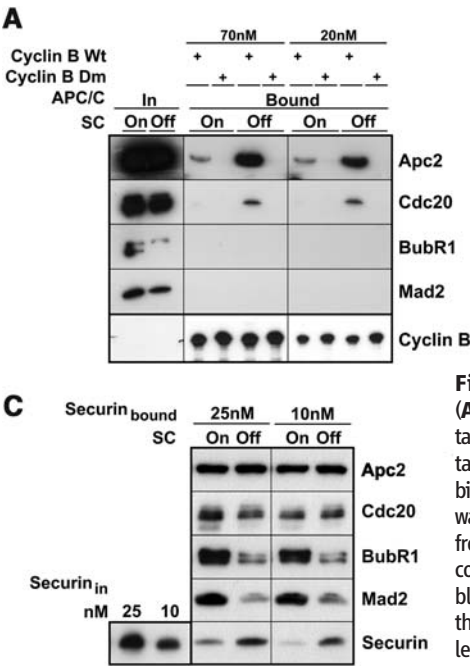 A
70nM 20nM
Cyclin B Wt + + + +
Cyclin B Dm + + + +
APC/C In Bound
SC On Off On Off On Off
Apc2
Cdc20
BubR1
Mad2
Cyclin B
C
Securin bound 25nM 10nM
SC On Off On Off
Apc2
Cdc20
BubR1
Mad2
Securin in
nM 25 10
Securin
Fi
(A
ta
ta
bi
wa
fro
co
bl
th
le